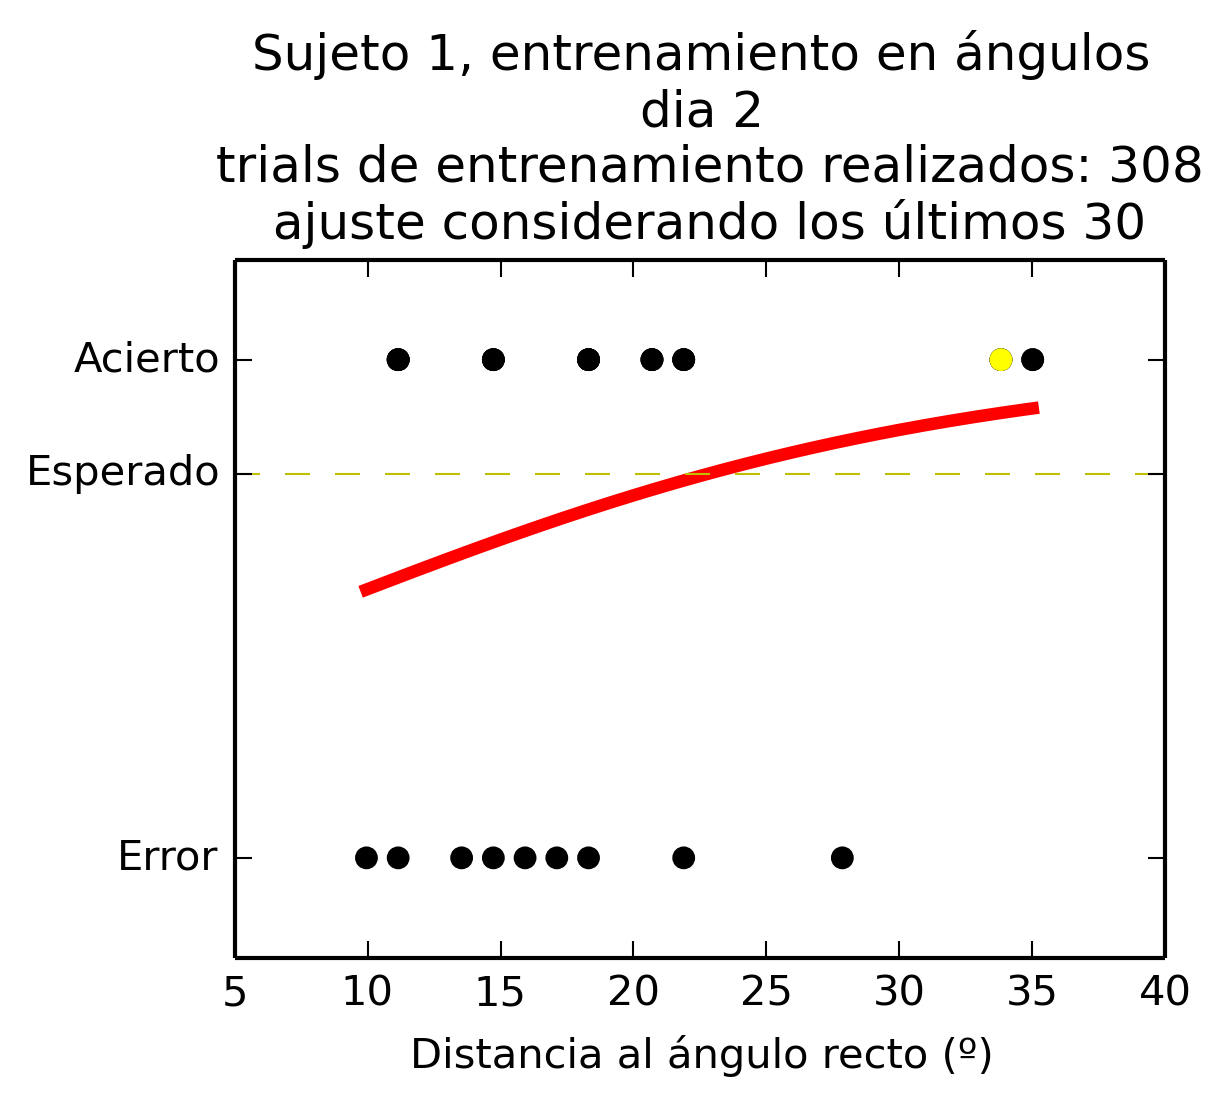 Sujeto 1, entrenamiento en ángulos
dia 2
trials de entrenamiento realizados: 308
ajuste considerando los últimos 30
Acierto
Esperado
Error
5 10 15 20 25 30 35 40
Distancia al ángulo recto (º)